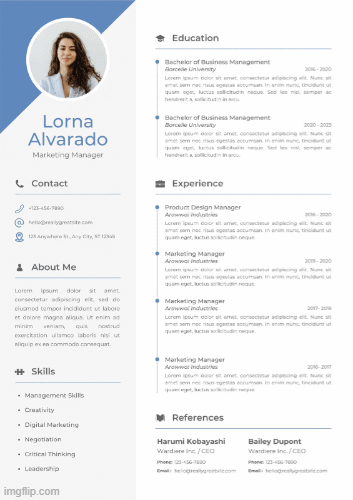 Lorna
Alvarado
Marketing Manager
Contact
+123-456-7890
hello@reallygreatsite.com
123 Anywhere St., Any City, ST 12345
About Me
Lorem ipsum dolor sit amet,
consectetur adipiscing elit, sed do
eiusmod tempor incididunt ut labore
et dolore magna aliqua. Ut enim ad
minim veniam, quis nostrud
exercitation ullamco laboris nisi ut
aliquip ex ea commodo consequat.
Skills
Management Skills
Creativity
Digital Marketing
Negotiation
Critical Thinking
Leadership
Education
Bachelor of Business Management
Borcelle University 2016 - 2020
Lorem ipsum dolor sit amet, consectetur adipiscing elit. Nunc sit
amet sem nec risus egestas accumsan. In enim nunc, tincidunt ut
quam eget, luctus sollicitudin neque. Sed leo nisl, semper ac
hendrerit a, sollicitudin in arcu.
Bachelor of Business Management
Borcelle University 2020 - 2023
Lorem ipsum dolor sit amet, consectetur adipiscing elit. Nunc sit
amet sem nec risus egestas accumsan. In enim nunc, tincidunt ut
quam eget, luctus sollicitudin neque. Sed leo nisl, semper ac
hendrerit a, sollicitudin in arcu.
Experience
Product Design Manager
Arowwai Industries 2016 - 2020
Lorem ipsum dolor sit amet, consectetur adipiscing elit. Nunc sit
amet sem nec risus egestas accumsan. In enim nunc, tincidunt ut
quam eget, luctus sollicitudin neque.
Marketing Manager
Arowwai Industries 2019 - 2020
Lorem ipsum dolor sit amet, consectetur adipiscing elit. Nunc sit
amet sem nec risus egestas accumsan. In enim nunc, tincidunt ut
quam eget, luctus sollicitudin neque.
Marketing Manager
Arowwai Industries 2017- 2019
Lorem ipsum dolor sit amet, consectetur adipiscing elit. Nunc sit
amet sem nec risus egestas accumsan. In enim nunc, tincidunt ut
quam eget, luctus sollicitudin neque.
Marketing Manager
Arowwai Industries 2016 -2017
Lorem ipsum dolor sit amet, consectetur adipiscing elit. Nunc sit
amet sem nec risus egestas accumsan. In enim nunc, tincidunt ut
quam eget, luctus sollicitudin neque.
References
Harumi Kobayashi
Wardiere Inc. / CEO
Phone: 123-456-7890
Email : hello@reallygreatsite.com
Bailey Dupont
Wardiere Inc. / CEO
Phone: 123-456-7890
Email : hello@reallygreatsite.com
imgflip.com